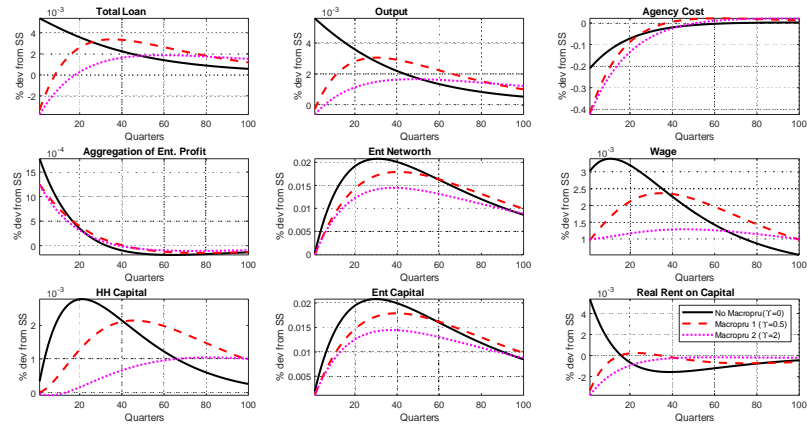 Total Loan
×10^-3
% dev from SS
4
2
0
-2
20 40 60 80 100
Quarters
Output
×10^-3
% dev from SS
4
2
0
20 40 60 80 100
Quarters
Agency Cost
% dev from SS
0
-0.1
-0.2
-0.3
-0.4
20 40 60 80 100
Quarters
Aggregation of Ent. Profit
×10^-4
% dev from SS
15
10
5
0
20 40 60 80 100
Quarters
Ent Networth
% dev from SS
0.02
0.015
0.01
0.005
0
20 40 60 80 100
Quarters
Wage
×10^-3
% dev from SS
3
2.5
2
1.5
1
20 40 60 80 100
Quarters
HH Capital
×10^-3
% dev from SS
2
1
0
20 40 60 80 100
Quarters
Ent Capital
% dev from SS
0.02
0.015
0.01
0.005
20 40 60 80 100
Quarters
Real Rent on Capital
×10^-3
% dev from SS
4
2
0
-2
20 40 60 80 100
Quarters
No Macropru(ϒ=0)
Macropru 1 (ϒ=0.5)
Macropru 2 (ϒ=2)